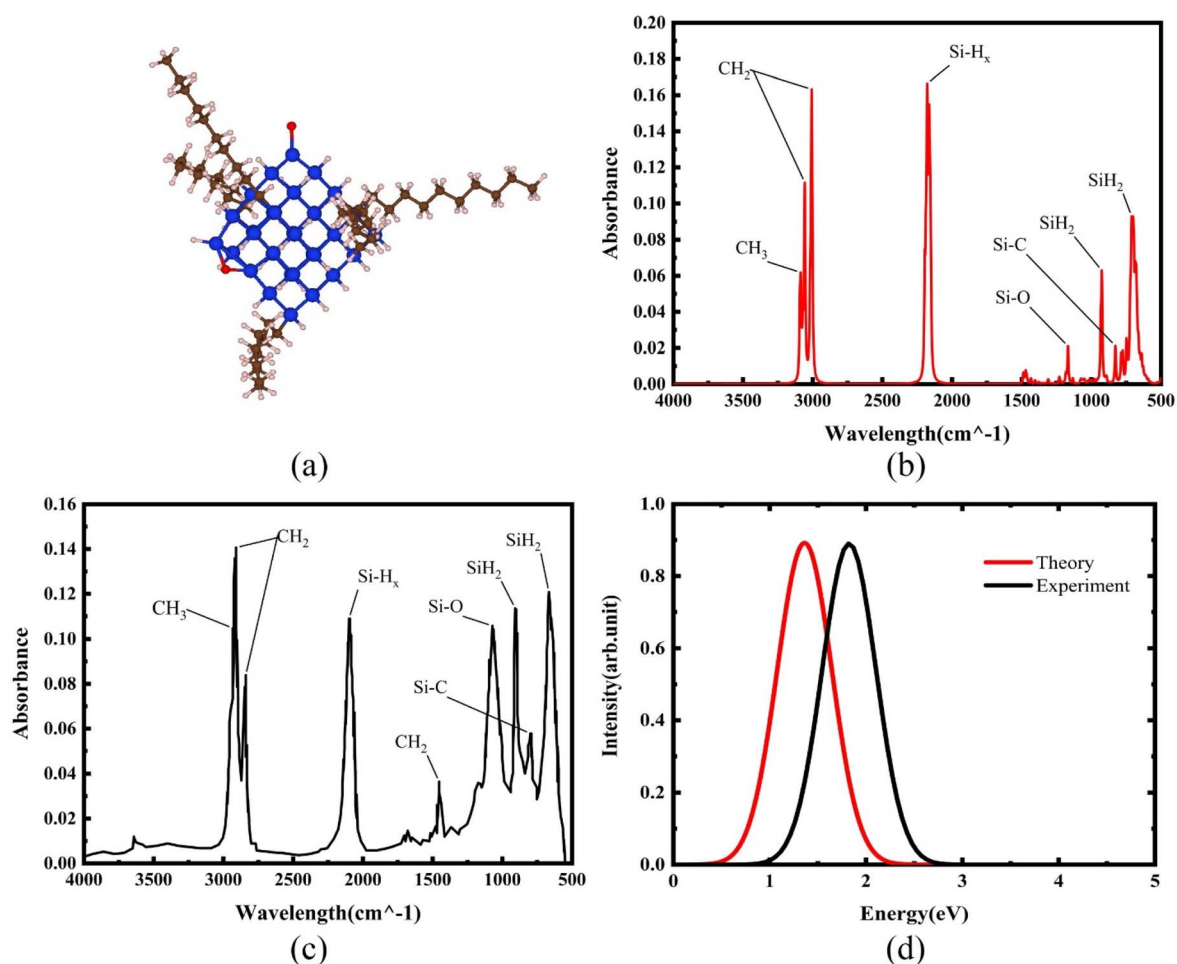 (a)
0.20
0.18
0.16
0.14
0.12
0.10
0.08
0.06
0.04
0.02
0.00
Absorbance
CH2
CH3
Si-Hx
Si-O
Si-C
SiH2
SiH2
4000 3500 3000 2500 2000 1500 1000 500
Wavelength(cm^-1)
(b)
0.16
0.14
0.12
0.10
0.08
0.06
0.04
0.02
0.00
Absorbance
CH3
CH2
Si-Hx
CH2
Si-O
Si-C
SiH2
SiH2
4000 3500 3000 2500 2000 1500 1000 500
Wavelength(cm^-1)
(c)
1.0
0.8
0.6
0.4
0.2
0.0
Intensity(arb.unit)
Theory
Experiment
0 1 2 3 4 5
Energy(eV)
(d)